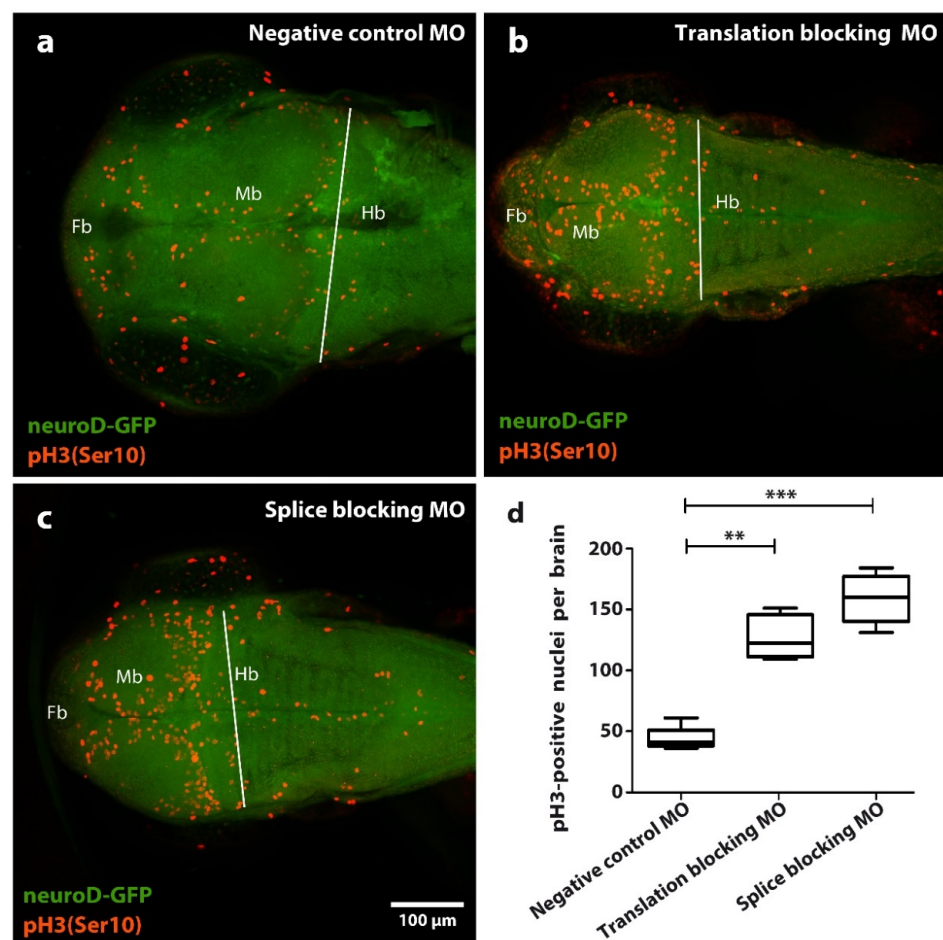 a
Negative control MO
Fb
Mb
Hb
neuroD-GFP
pH3(Ser10)
b
Translation blocking MO
Fb
Mb
Hb
neuroD-GFP
pH3(Ser10)
c
Splice blocking MO
Fb
Mb
Hb
neuroD-GFP
pH3(Ser10)
100 µm
d
***
**
pH3-positive nuclei per brain
200
150
100
50
0
Negative control MO
Translation blocking MO
Splice blocking MO